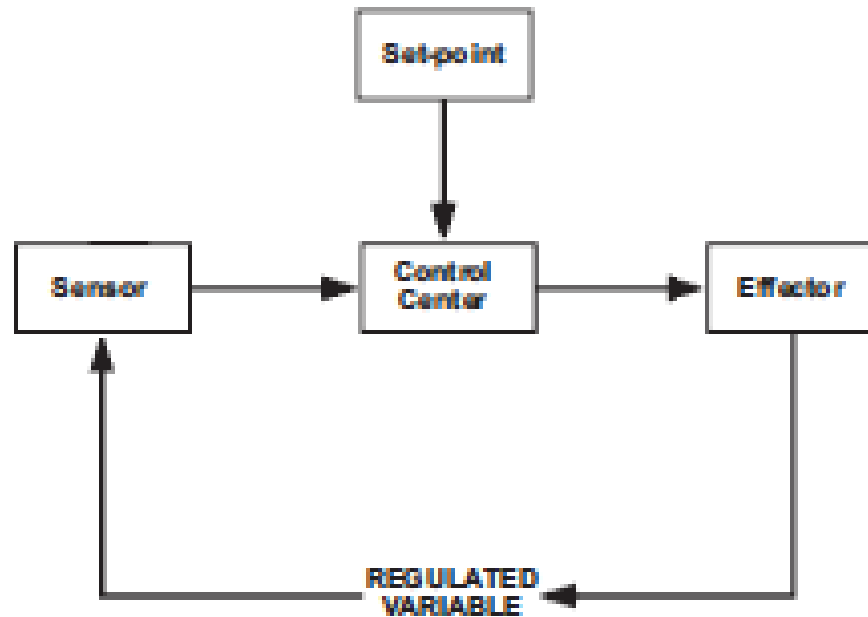 Set-point
Sensor
Control
Center
Effector
REGULATED
VARIABLE